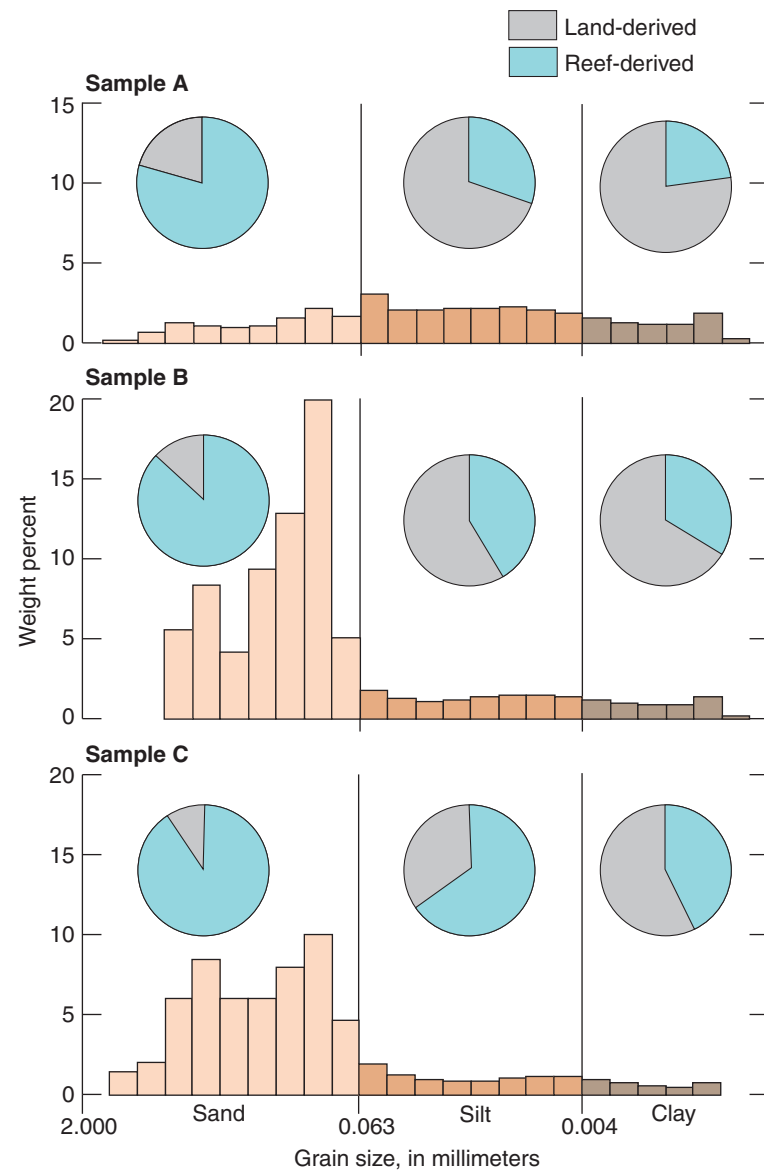 Land-derived
Reef-derived
Sample A
15
10
5
0
Sample B
20
15
10
5
0
Weight percent
Sample C
20
15
10
5
0
Sand Silt Clay
2.000 0.063 0.004
Grain size, in millimeters